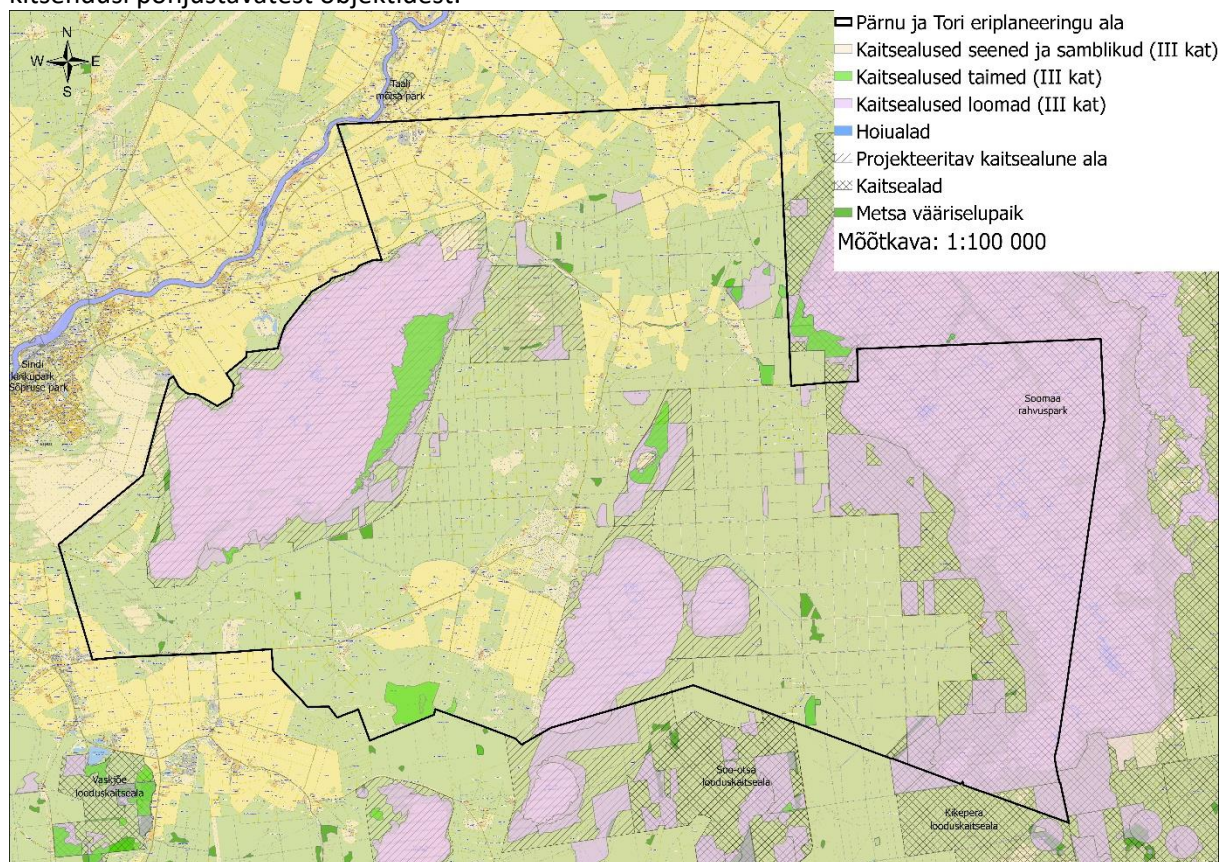 kitsendusi põhjustavatest objektidest.
N
W E
S
Pärnu ja Tori eriplaneeringu ala
Kaitsealused seened ja samblikud (III kat)
Kaitsealused taimed (III kat)
Kaitsealused loomad (III kat)
Hoiualad
Projekteeritav kaitsealune ala
Kaitsealad
Metsa vääriselupaik
Mõõtkava: 1:100 000
Taali
mõisa park
Sindi
Sõpruse park
Soomaa
rahvuspark
Vaskjõe
looduskaitseala
Soo-otsa
looduskaitseala
Kikepera
looduskaitseala